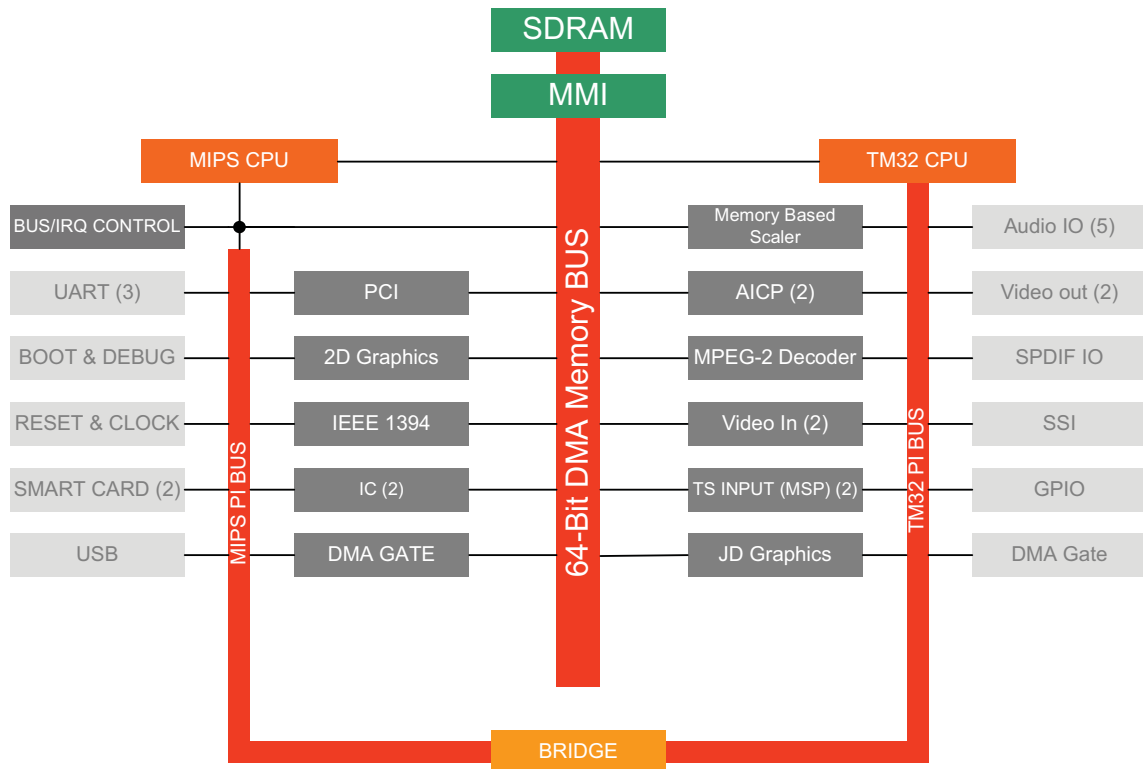 SDRAM
MMI
MIPS CPU
TM32 CPU
BUS/IRQ CONTROL
Memory Based
Scaler
Audio IO (5)
UART (3)
PCI
AICP (2)
Video out (2)
BOOT & DEBUG
2D Graphics
MPEG-2 Decoder
SPDIF IO
RESET & CLOCK
IEEE 1394
Video In (2)
SSI
SMART CARD (2)
IC (2)
TS INPUT (MSP) (2)
GPIO
USB
DMA GATE
JD Graphics
DMA Gate
MIPS PI BUS
64-Bit DMA Memory BUS
TM32 PI BUS
BRIDGE